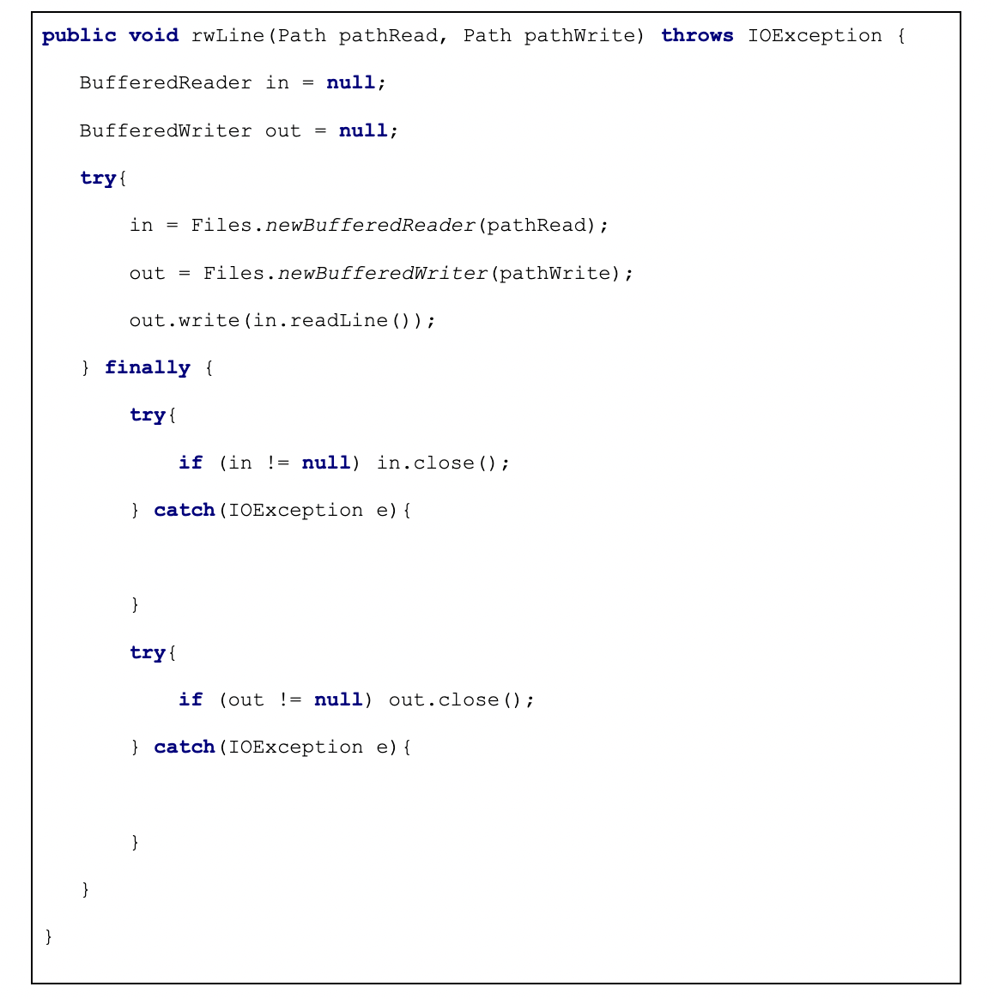 public void rwLine(Path pathRead, Path pathWrite) throws IOException {
BufferedReader in = null;
BufferedWriter out = null;
try{
in = Files.newBufferedReader(pathRead);
out = Files.newBufferedWriter(pathWrite);
out.write(in.readLine());
} finally {
try{
if (in != null) in.close();
} catch(IOException e){
}
try{
if (out != null) out.close();
} catch(IOException e){
}
}
}